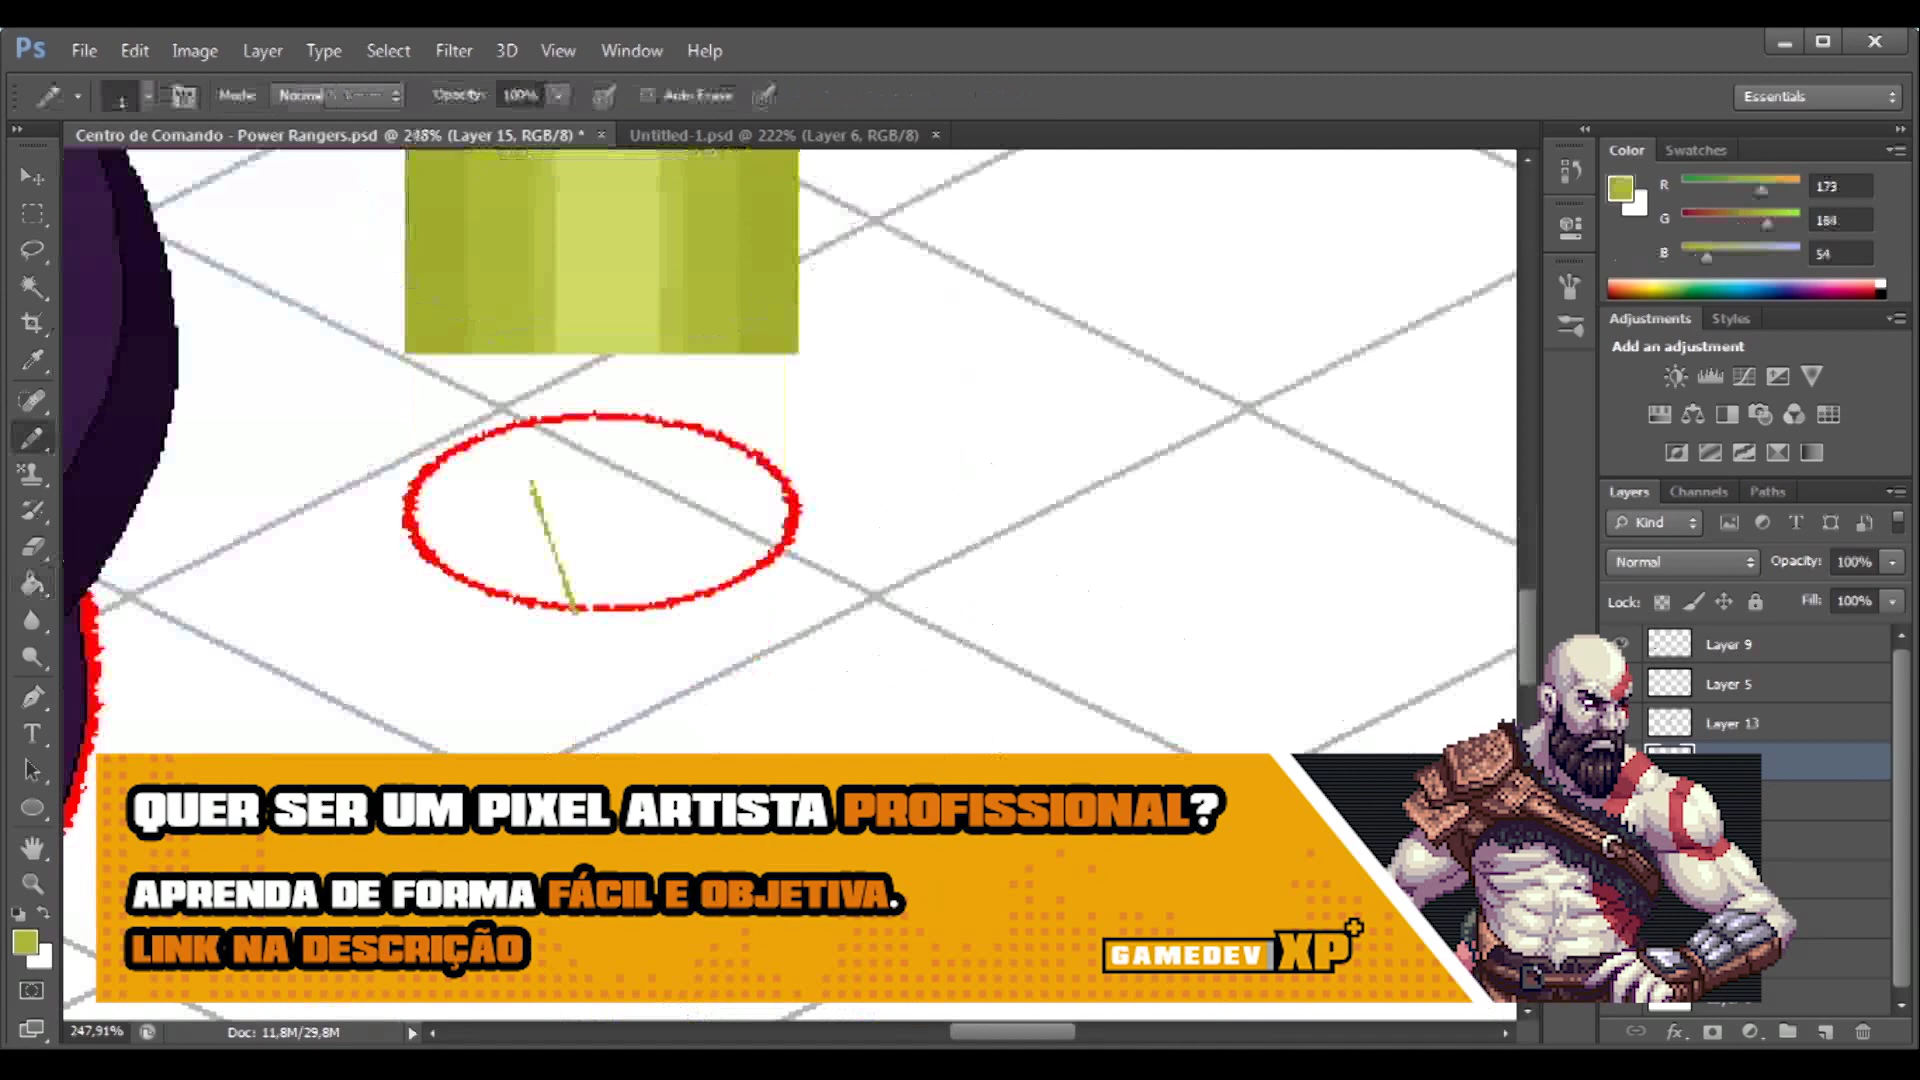 Ps File Edit Image Layer Type Select Filter 3D View Window Help
Mode: Normal Opacity: 100% Auto Erase Essentials
Centro de Comando - Power Rangers.psd @ 248% (Layer 15, RGB/8) * Untitled-1.psd @ 222% (Layer 6, RGB/8)
Color Swatches
R 173
G 184
B 54
Adjustments Styles
Add an adjustment
Layers Channels Paths
Kind
Normal Opacity: 100%
Lock: Fill: 100%
Layer 9
Layer 5
Layer 13
QUER SER UM PIXEL ARTISTA PROFISSIONAL?
APRENDA DE FORMA FÁCIL E OBJETIVA.
LINK NA DESCRIÇÃO
GAMEDEV XP+
247,91% Doc: 11,8M/29,8M fx